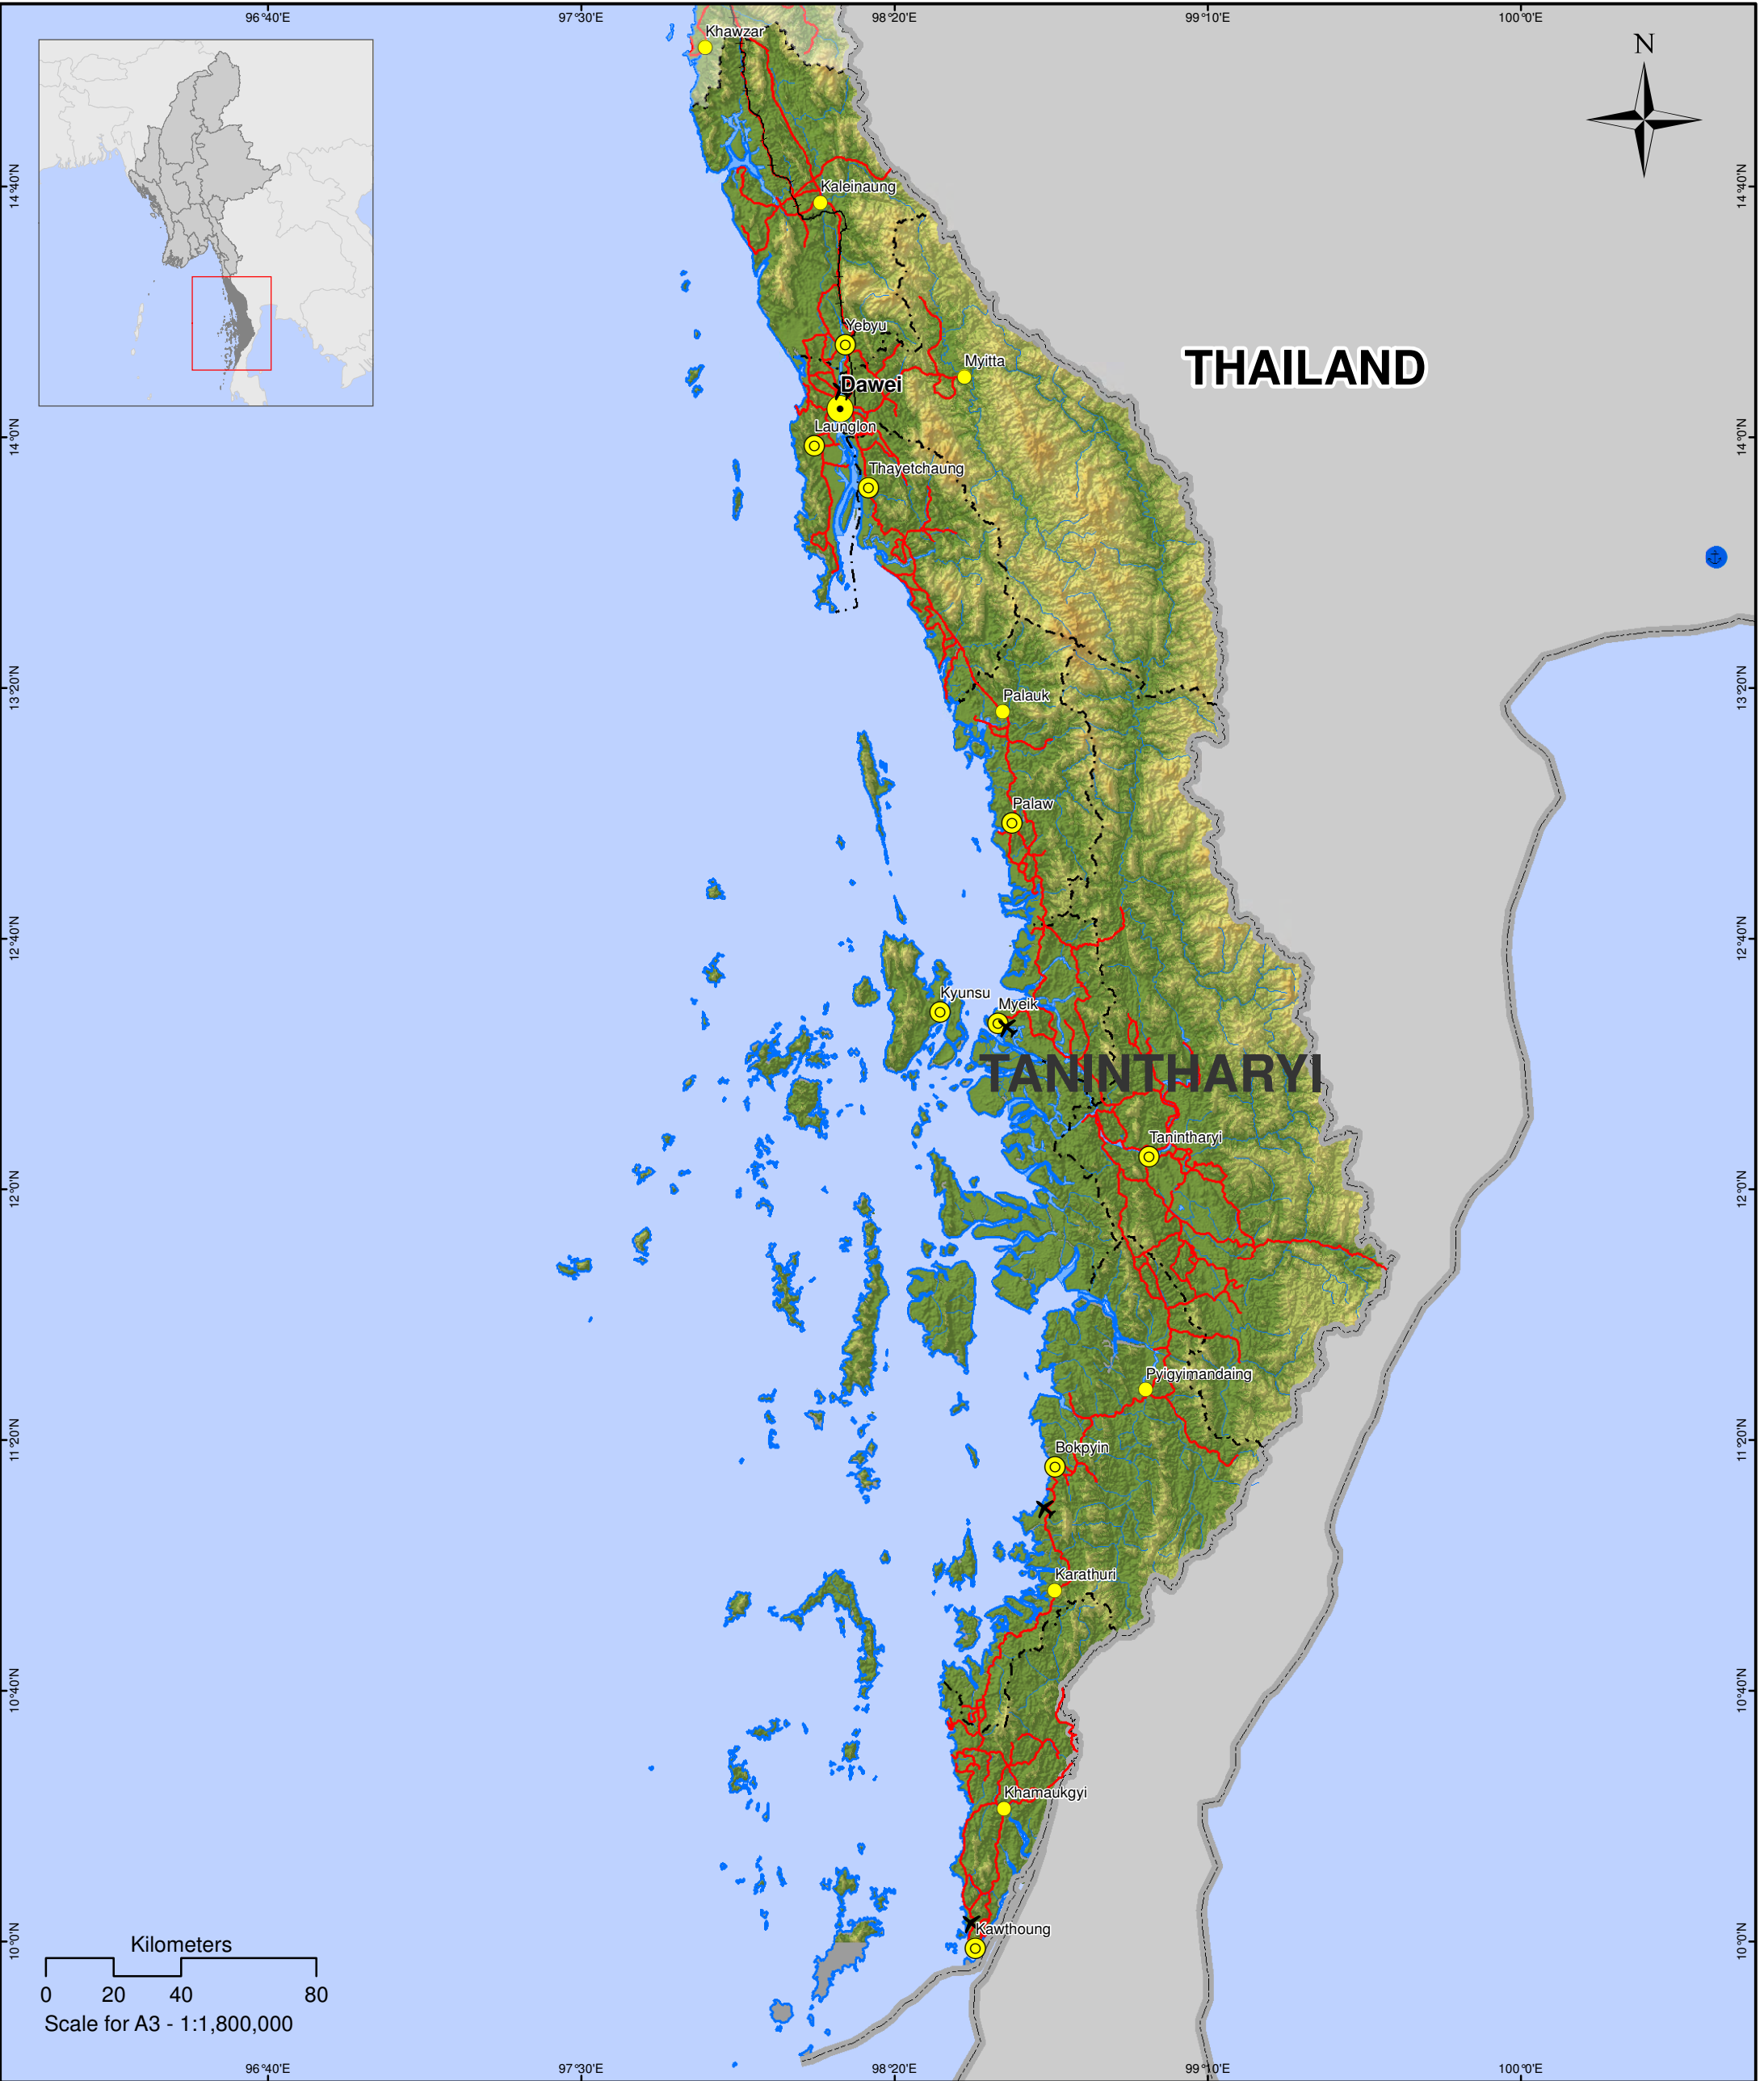 96°40'E
97°30'E
98°20'E
99°10'E
100°0'E
Khawzar
N
14°40'N
14°40'N
Kaleinaung
Yebyu
Myitta
THAILAND
Dawei
Launglon
14°0'N
14°0'N
Thayetchaung
13°20'N
13°20'N
Palauk
Palaw
12°40'N
12°40'N
Kyunsu
Myeik
TANINTHARYI
Tanintharyi
12°0'N
12°0'N
Pyigyimandaing
11°20'N
11°20'N
Bokpyin
Karathuri
10°40'N
10°40'N
Khamaukgyi
Kawthoung
10°0'N
10°0'N
Kilometers
0 20 40 80
Scale for A3 - 1:1,800,000
96°40'E
97°30'E
98°20'E
99°10'E
100°0'E